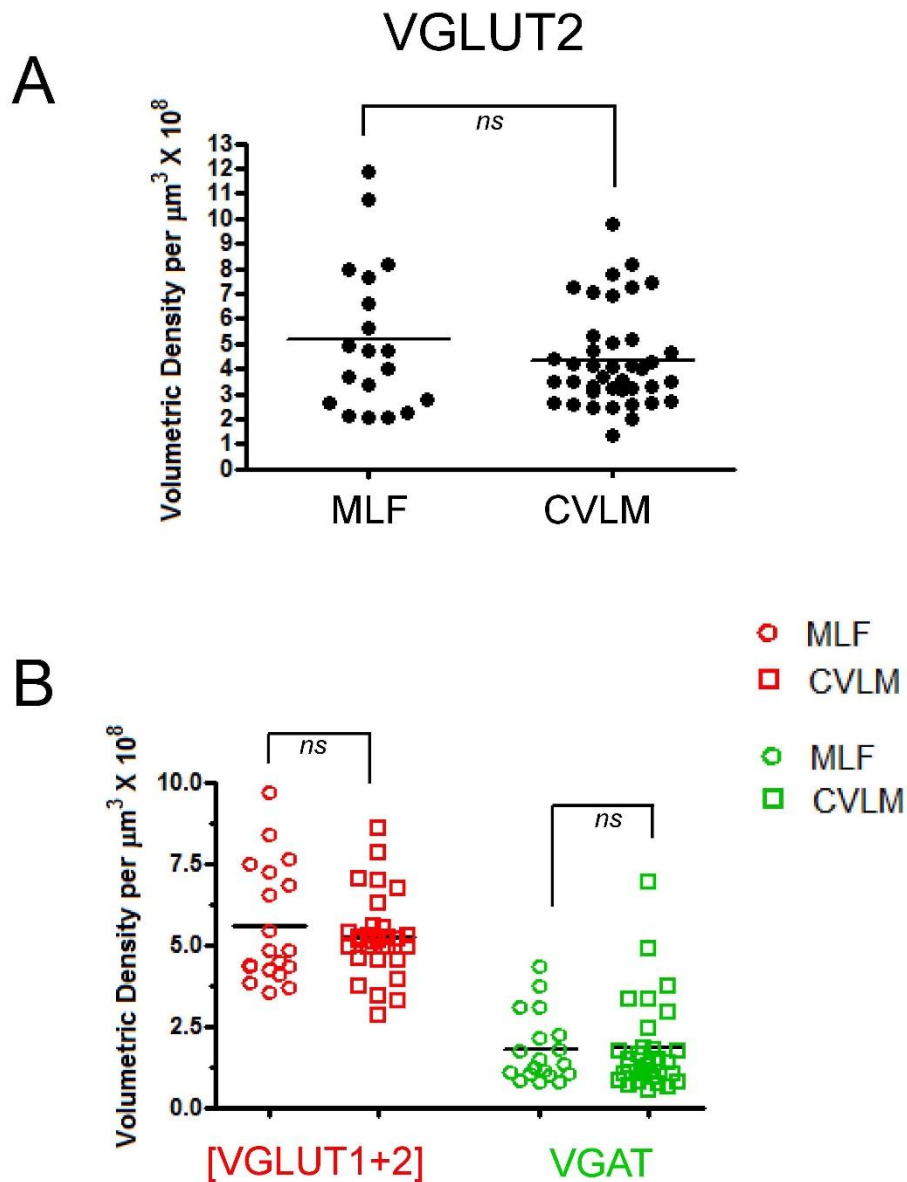 VGLUT2
A
ns
Volumetric Density per μm³ X 10⁸
13
12
11
10
9
8
7
6
5
4
3
2
1
0
MLF CVLM
B
MLF
CVLM
MLF
CVLM
ns
ns
Volumetric Density per μm³ X 10⁸
10.0
7.5
5.0
2.5
0.0
[VGLUT1+2] VGAT